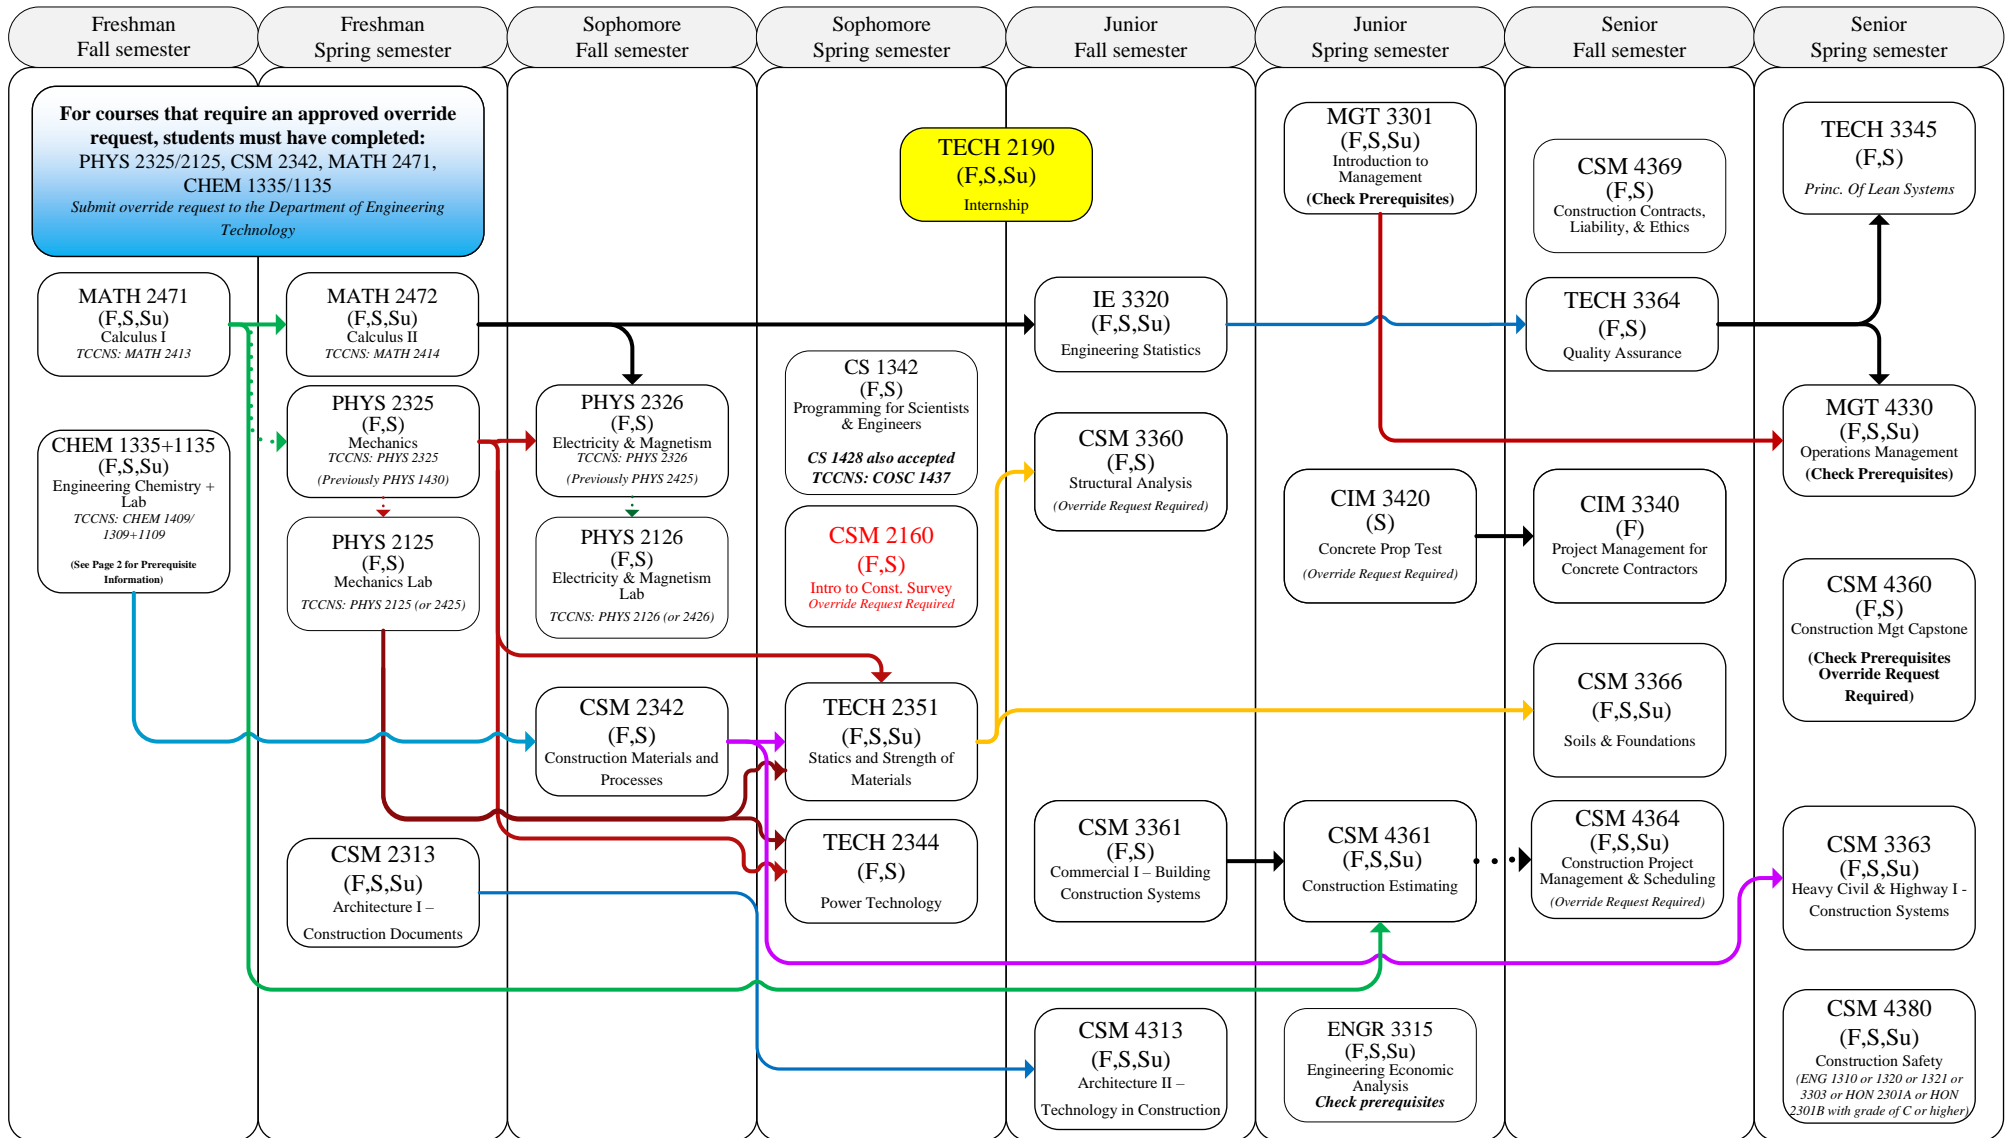 Freshman
Fall semester
Freshman
Spring semester
Sophomore
Fall semester
Sophomore
Spring semester
Junior
Fall semester
Junior
Spring semester
Senior
Fall semester
Senior
Spring semester
For courses that require an approved override
request, students must have completed:
PHYS 2325/2125, CSM 2342, MATH 2471,
CHEM 1335/1135
Submit override request to the Department of Engineering
Technology
MATH 2471
(F,S,Su)
Calculus I
TCCNS: MATH 2413
CHEM 1335+1135
(F,S,Su)
Engineering Chemistry +
Lab
TCCNS: CHEM 1409/
1309+1109
(See Page 2 for Prerequisite
Information)
MATH 2472
(F,S,Su)
Calculus II
TCCNS: MATH 2414
PHYS 2325
(F,S)
Mechanics
TCCNS: PHYS 2325
(Previously PHYS 1430)
PHYS 2125
(F,S)
Mechanics Lab
TCCNS: PHYS 2125 (or 2425)
CSM 2313
(F,S,Su)
Architecture I –
Construction Documents
PHYS 2326
(F,S)
Electricity & Magnetism
TCCNS: PHYS 2326
(Previously PHYS 2425)
PHYS 2126
(F,S)
Electricity & Magnetism
Lab
TCCNS: PHYS 2126 (or 2426)
CSM 2342
(F,S)
Construction Materials and
Processes
TECH 2190
(F,S,Su)
Internship
CS 1342
(F,S)
Programming for Scientists
& Engineers
CS 1428 also accepted
TCCNS: COSC 1437
CSM 2160
(F,S)
Intro to Const. Survey
Override Request Required
TECH 2351
(F,S,Su)
Statics and Strength of
Materials
TECH 2344
(F,S)
Power Technology
IE 3320
(F,S,Su)
Engineering Statistics
CSM 3360
(F,S)
Structural Analysis
(Override Request Required)
CSM 3361
(F,S)
Commercial I – Building
Construction Systems
CSM 4313
(F,S,Su)
Architecture II –
Technology in Construction
MGT 3301
(F,S,Su)
Introduction to
Management
(Check Prerequisites)
CIM 3420
(S)
Concrete Prop Test
(Override Request Required)
CSM 4361
(F,S,Su)
Construction Estimating
ENGR 3315
(F,S,Su)
Engineering Economic
Analysis
Check prerequisites
CSM 4369
(F,S)
Construction Contracts,
Liability, & Ethics
TECH 3364
(F,S)
Quality Assurance
CIM 3340
(F)
Project Management for
Concrete Contractors
CSM 3366
(F,S,Su)
Soils & Foundations
CSM 4364
(F,S,Su)
Construction Project
Management & Scheduling
(Override Request Required)
TECH 3345
(F,S)
Princ. Of Lean Systems
MGT 4330
(F,S,Su)
Operations Management
(Check Prerequisites)
CSM 4360
(F,S)
Construction Mgt Capstone
(Check Prerequisites
Override Request
Required)
CSM 3363
(F,S,Su)
Heavy Civil & Highway I -
Construction Systems
CSM 4380
(F,S,Su)
Construction Safety
(ENG 1310 or 1320 or 1321 or
3303 or HON 2301A or HON
2301B with grade of C or higher)